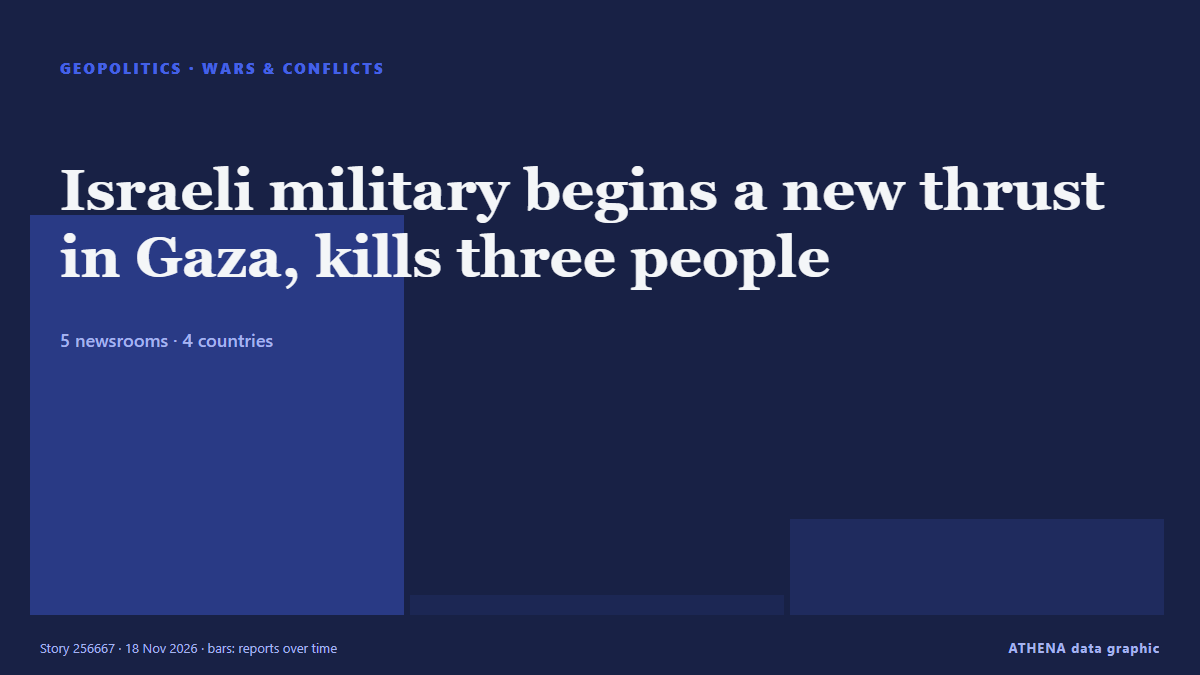 GEOPOLITICS · WARS & CONFLICTS
Israeli military begins a new thrust
in Gaza, kills three people
5 newsrooms · 4 countries
Story 256667 · 18 Nov 2026 · bars: reports over time
ATHENA data graphic